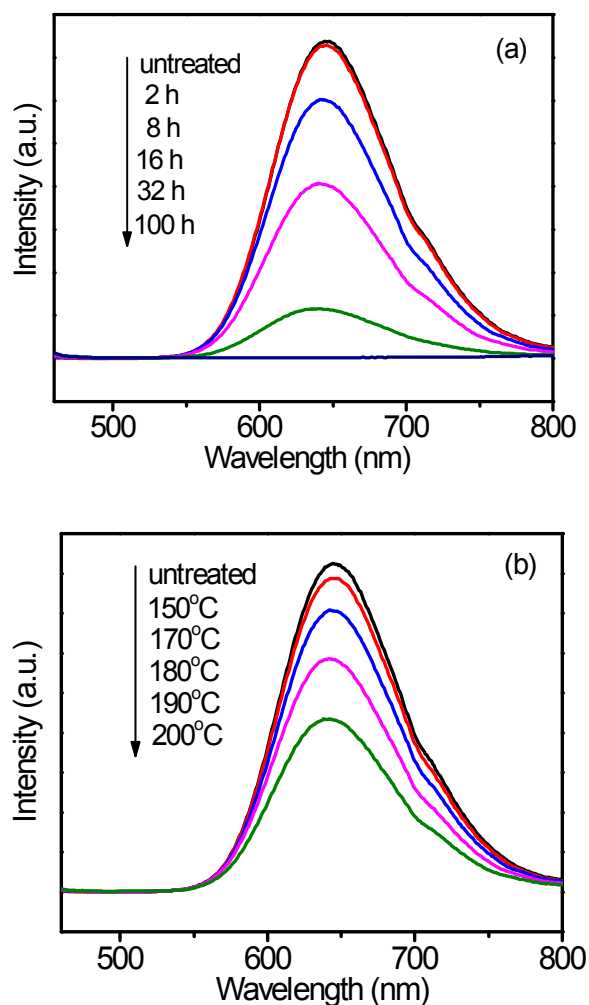 (a)
untreated
2 h
8 h
16 h
32 h
100 h
Intensity (a.u.)
500 600 700 800
Wavelength (nm)
(b)
untreated
150°C
170°C
180°C
190°C
200°C
Intensity (a.u.)
500 600 700 800
Wavelength (nm)